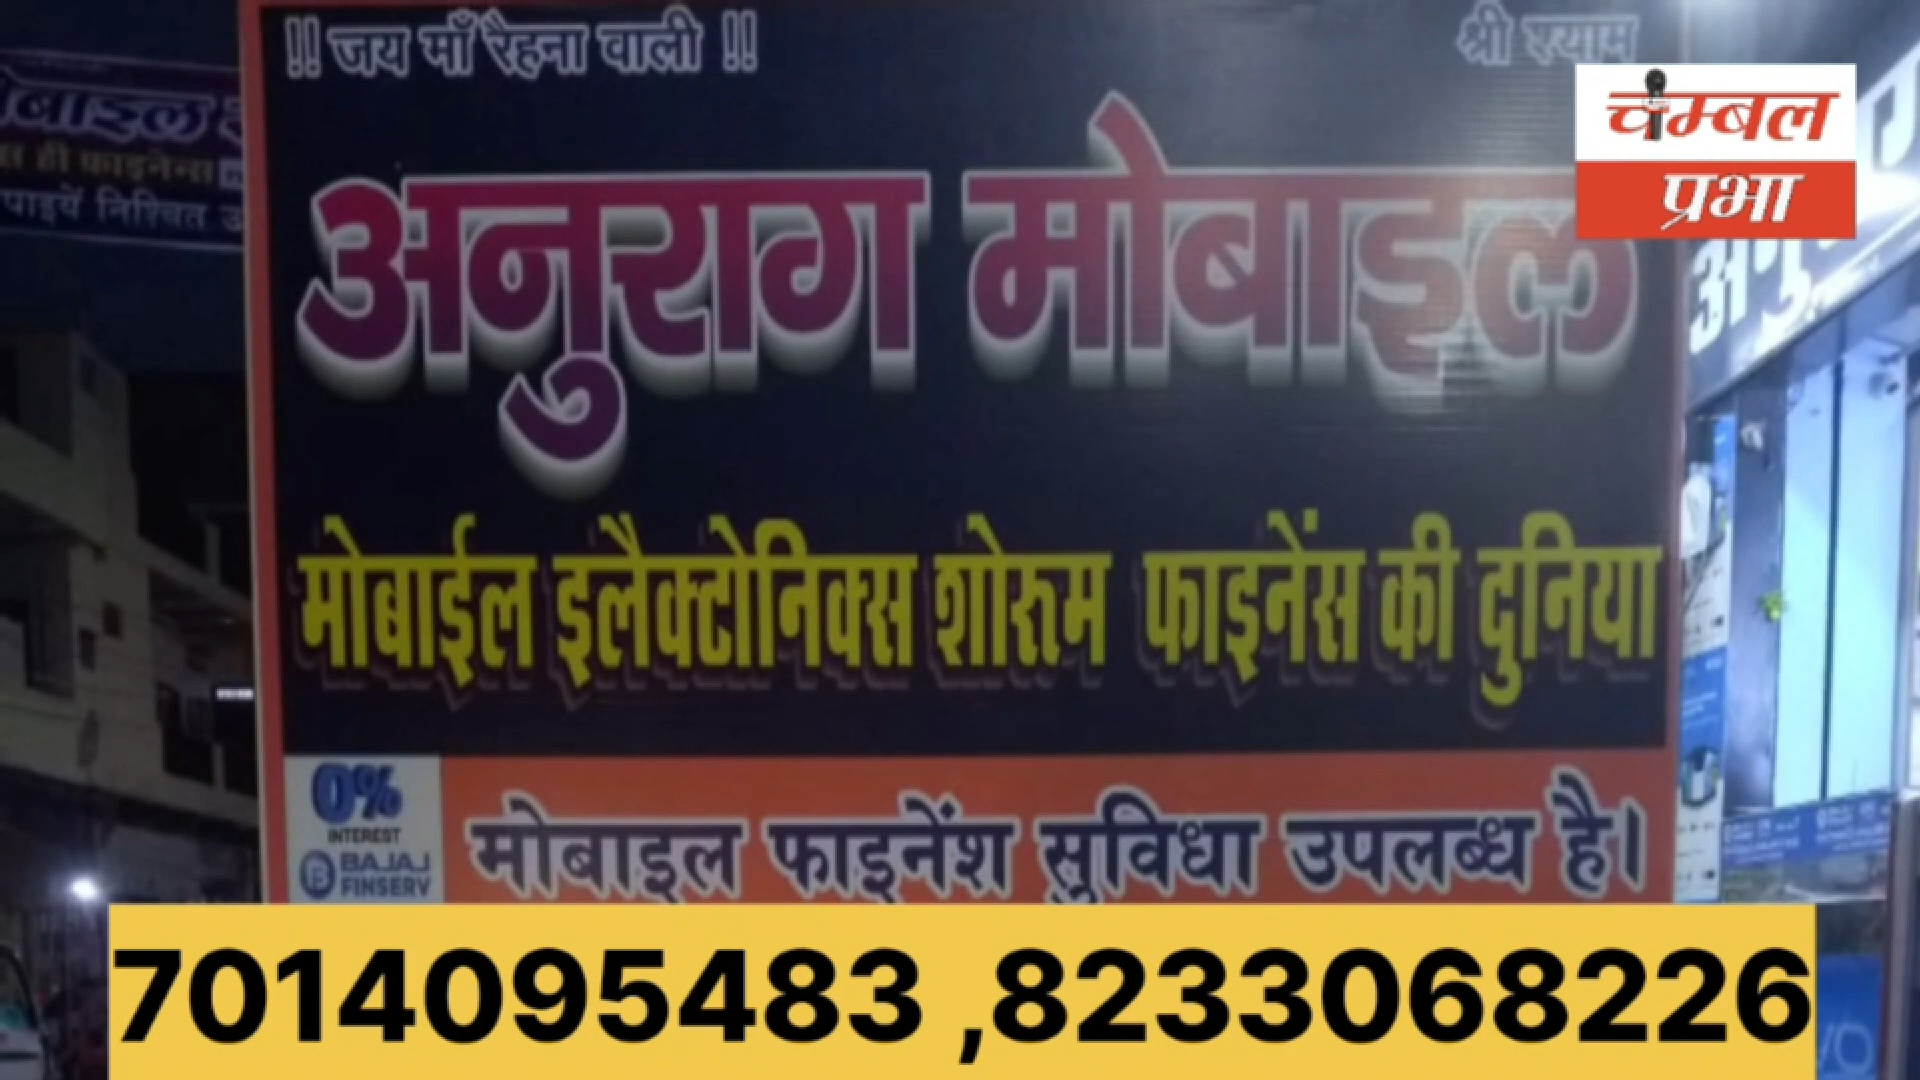 !! जय माँ रैहना वाली !!
श्री श्याम
चम्बल
प्रभा
अनुराग मोबाइल
मोबाईल इलैक्टोनिक्स शोरूम फाइनेंस की दुनिया
0%
INTEREST
BAJAJ
FINSERV
मोबाइल फाइनेंश सुविधा उपलब्ध है।
7014095483 ,8233068226